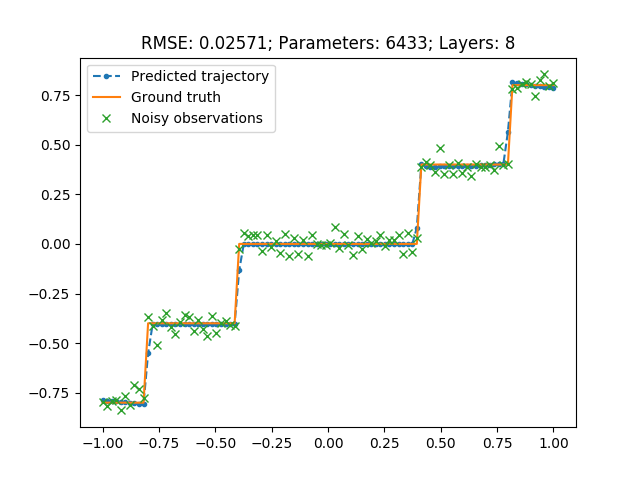 RMSE: 0.02571; Parameters: 6433; Layers: 8
Predicted trajectory
Ground truth
Noisy observations
0.75
0.50
0.25
0.00
−0.25
−0.50
−0.75
−1.00 −0.75 −0.50 −0.25 0.00 0.25 0.50 0.75 1.00